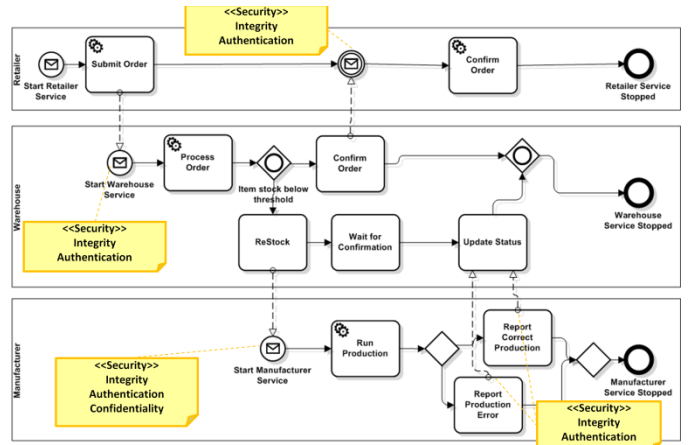 <<Security>>
Integrity
Authentication
Retailer
Submit Order
Start Retailer
Service
Confirm
Order
Retailer Service
Stopped
Warehouse
Process
Order
Start Warehouse
Service
Item stock below
threshold
Confirm
Order
<<Security>>
Integrity
Authentication
ReStock
Wait for
Confirmation
Update Status
Warehouse
Service Stopped
Manufacturer
<<Security>>
Integrity
Authentication
Confidentiality
Start Manufacturer
Service
Run
Production
Report
Correct
Production
Report
Production
Error
Manufacturer
Service Stopped
<<Security>>
Integrity
Authentication